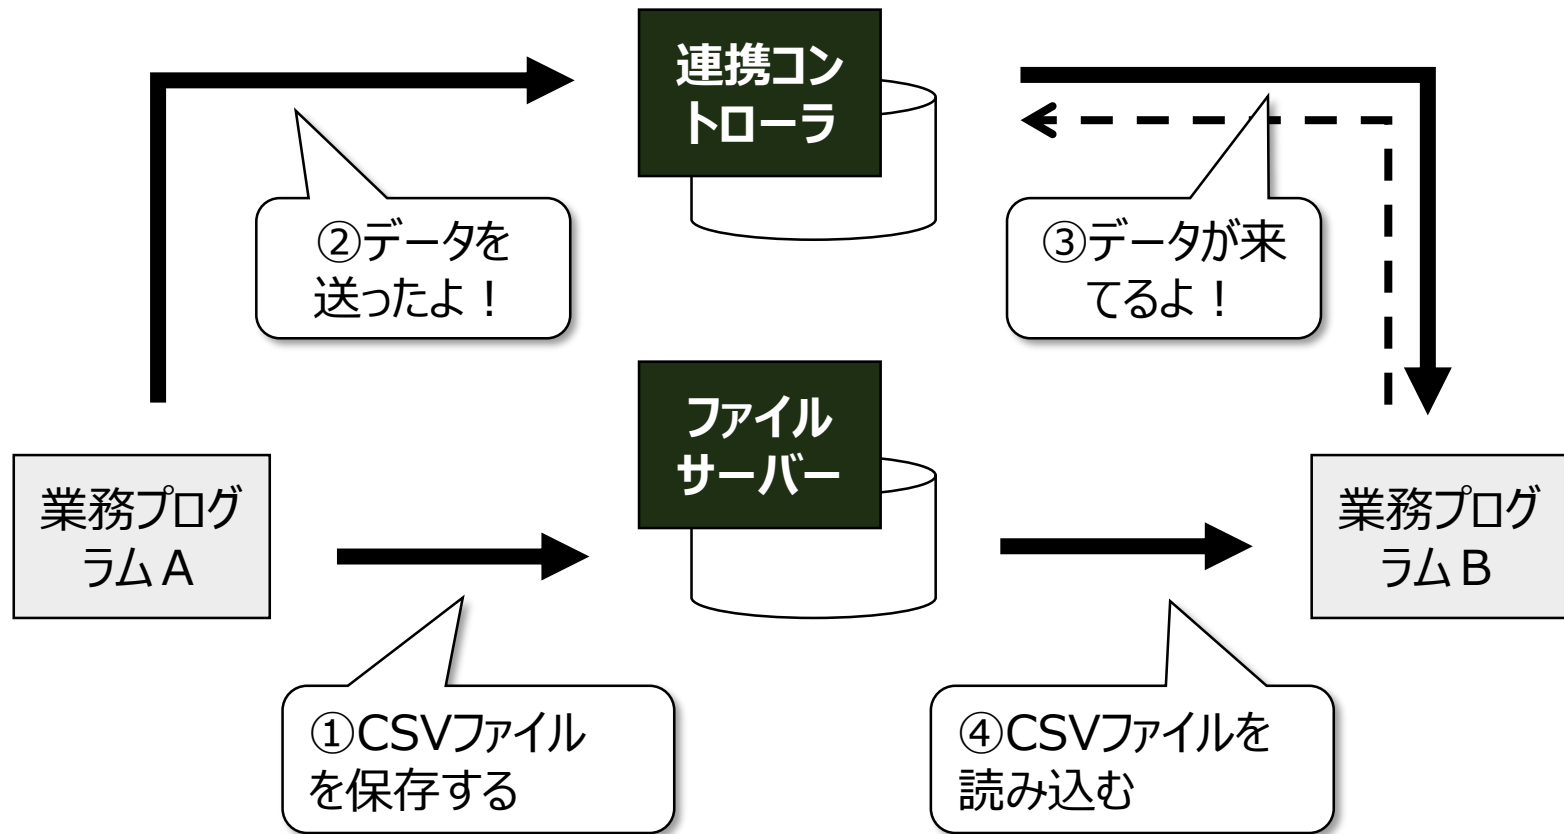 連携コン
トローラ
②データを
送ったよ！
③データが来
てるよ！
ファイル
サーバー
業務プログ
ラムＡ
業務プログ
ラムＢ
①CSVファイル
を保存する
④CSVファイルを
読み込む